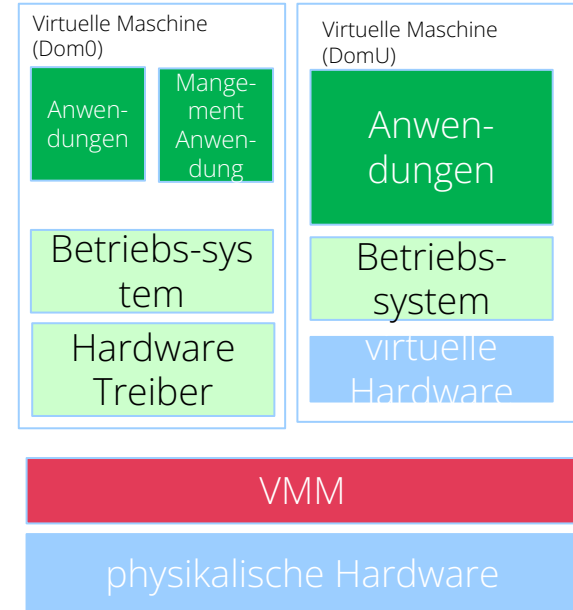 Virtuelle Maschine
(Dom0)
Anwen-
dungen
Mange-
ment
Anwen-
dung
Betriebs-sys
tem
Hardware
Treiber
Virtuelle Maschine
(DomU)
Anwen-
dungen
Betriebs-
system
virtuelle
Hardware
VMM
physikalische Hardware